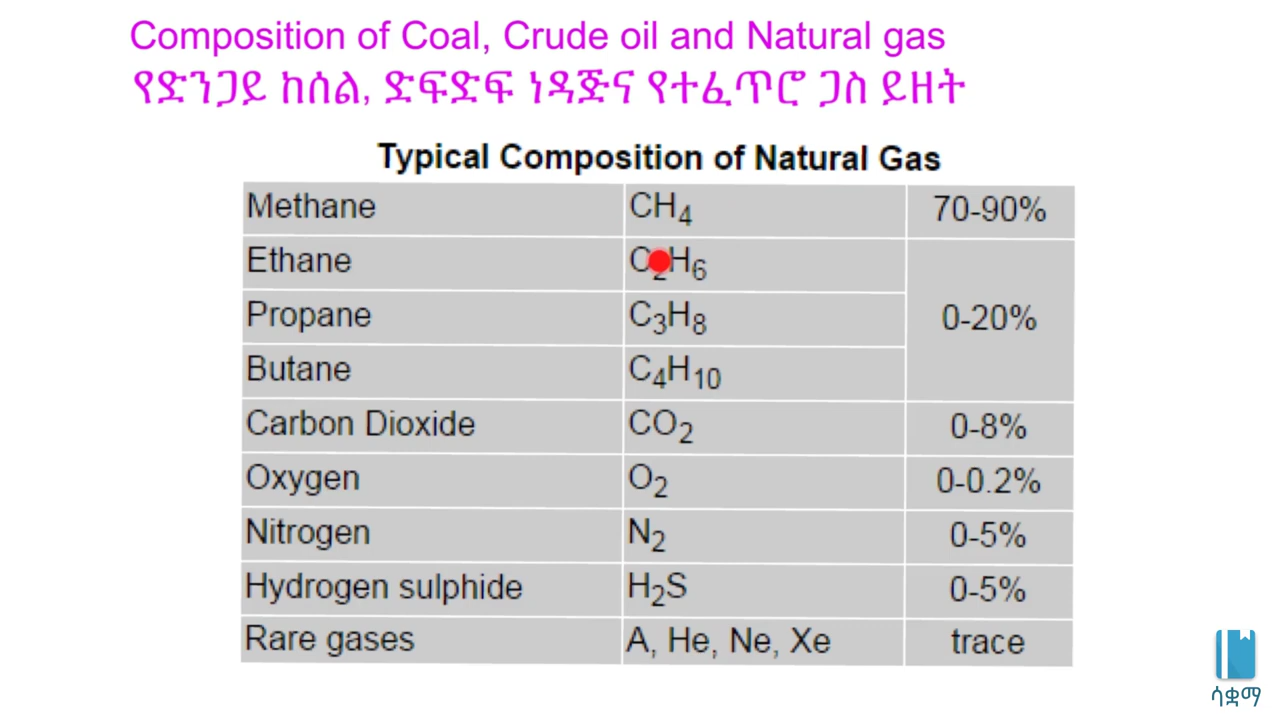 Composition of Coal, Crude oil and Natural gas
የድንጋይ ከሰል, ድፍድፍ ነዳጅና የተፈጥሮ ጋስ ይዘት
Typical Composition of Natural Gas
Methane CH₄ 70-90%
Ethane C₂H₆
Propane C₃H₈ 0-20%
Butane C₄H₁₀
Carbon Dioxide CO₂ 0-8%
Oxygen O₂ 0-0.2%
Nitrogen N₂ 0-5%
Hydrogen sulphide H₂S 0-5%
Rare gases A, He, Ne, Xe trace
ሳቋማ